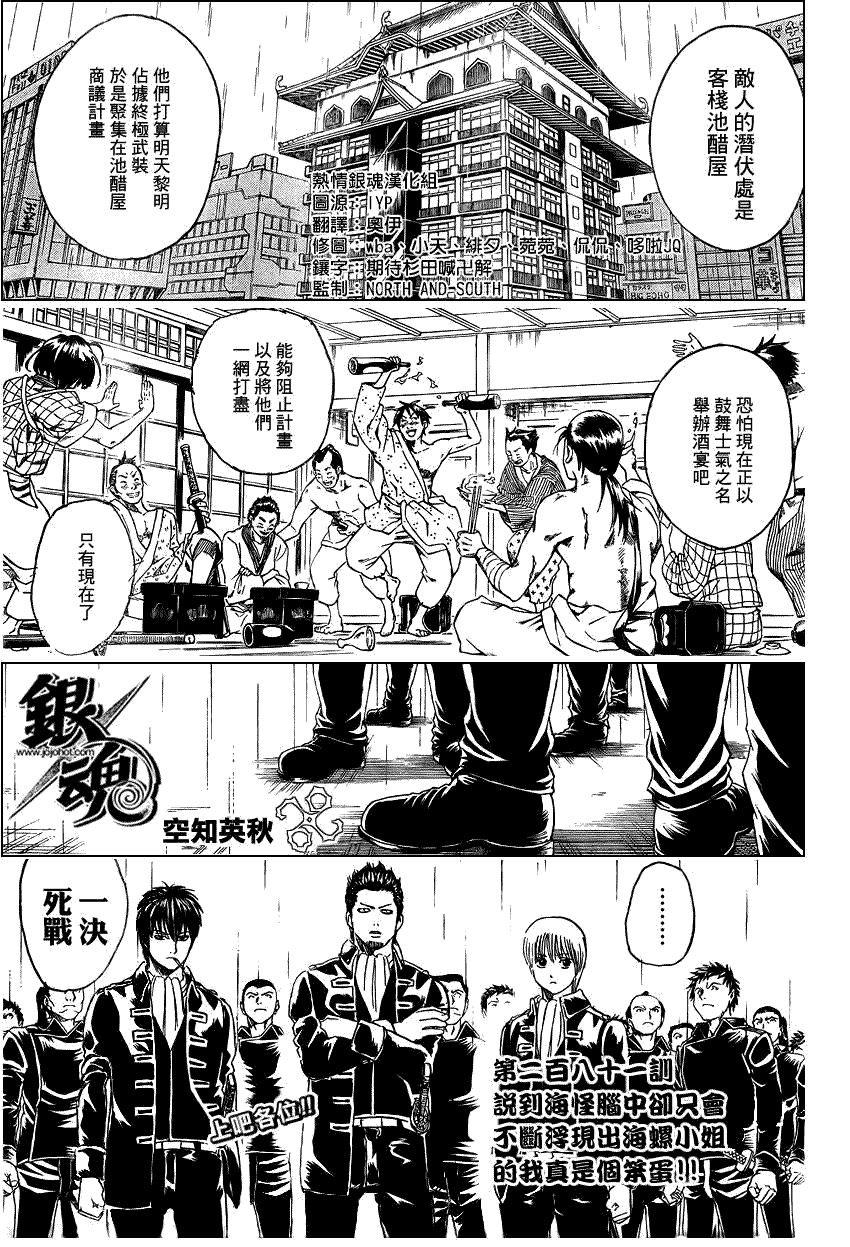 敵人的潛伏處是
客棧池醋屋
他們打算明天黎明
佔據終極武裝
於是聚集在池醋屋
商議計畫
熱情銀魂漢化組
圖源：IYP
翻譯：奧伊
修圖：wba、小天、緋夕、菀菀、侃侃、哆啦JQ
鑲字：期待杉田喊卍解
監制：NORTH AND SOUTH
BIG ECHO
恐怕現在正以
鼓舞士氣之名
舉辦酒宴吧
能夠阻止計畫
以及將他們
一網打盡
只有現在了
銀魂
www.jojohot.com
空知英秋
……
一決
死戰
上吧各位!!
第二百八十一訓
說到海怪腦中卻只會
不斷浮現出海螺小姐
的我真是個笨蛋!!